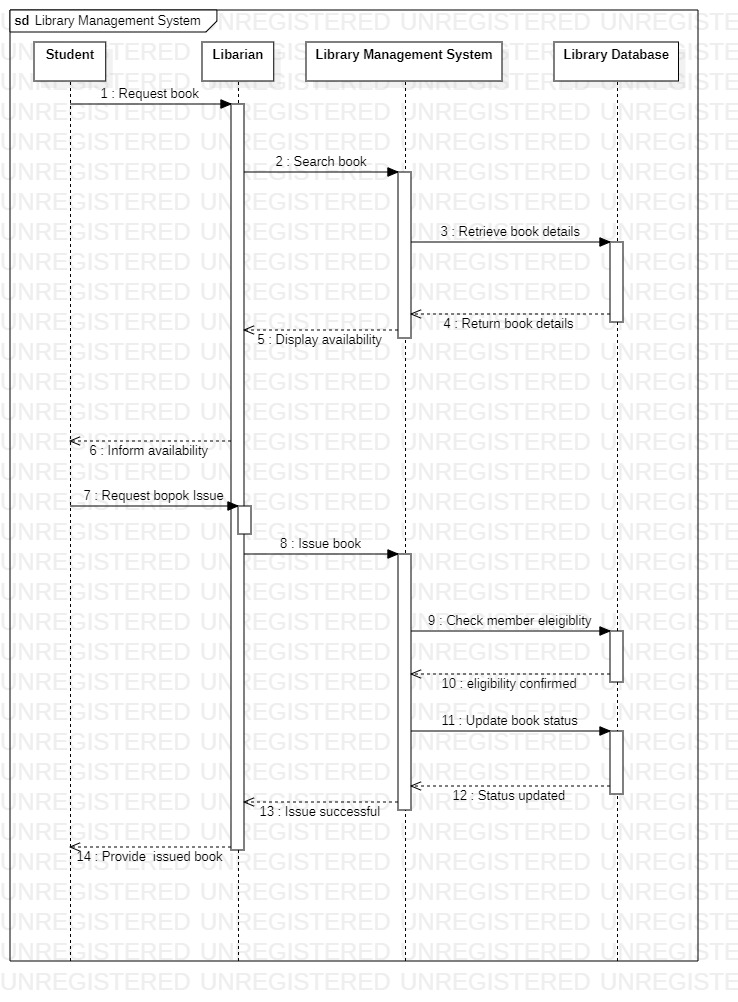 sd Library Management System
Student
Libarian
Library Management System
Library Database
1 : Request book
2 : Search book
3 : Retrieve book details
4 : Return book details
5 : Display availability
6 : Inform availability
7 : Request bopok Issue
8 : Issue book
9 : Check member eleigiblity
10 : eligibility confirmed
11 : Update book status
12 : Status updated
13 : Issue successful
14 : Provide  issued book
UNREGISTERED